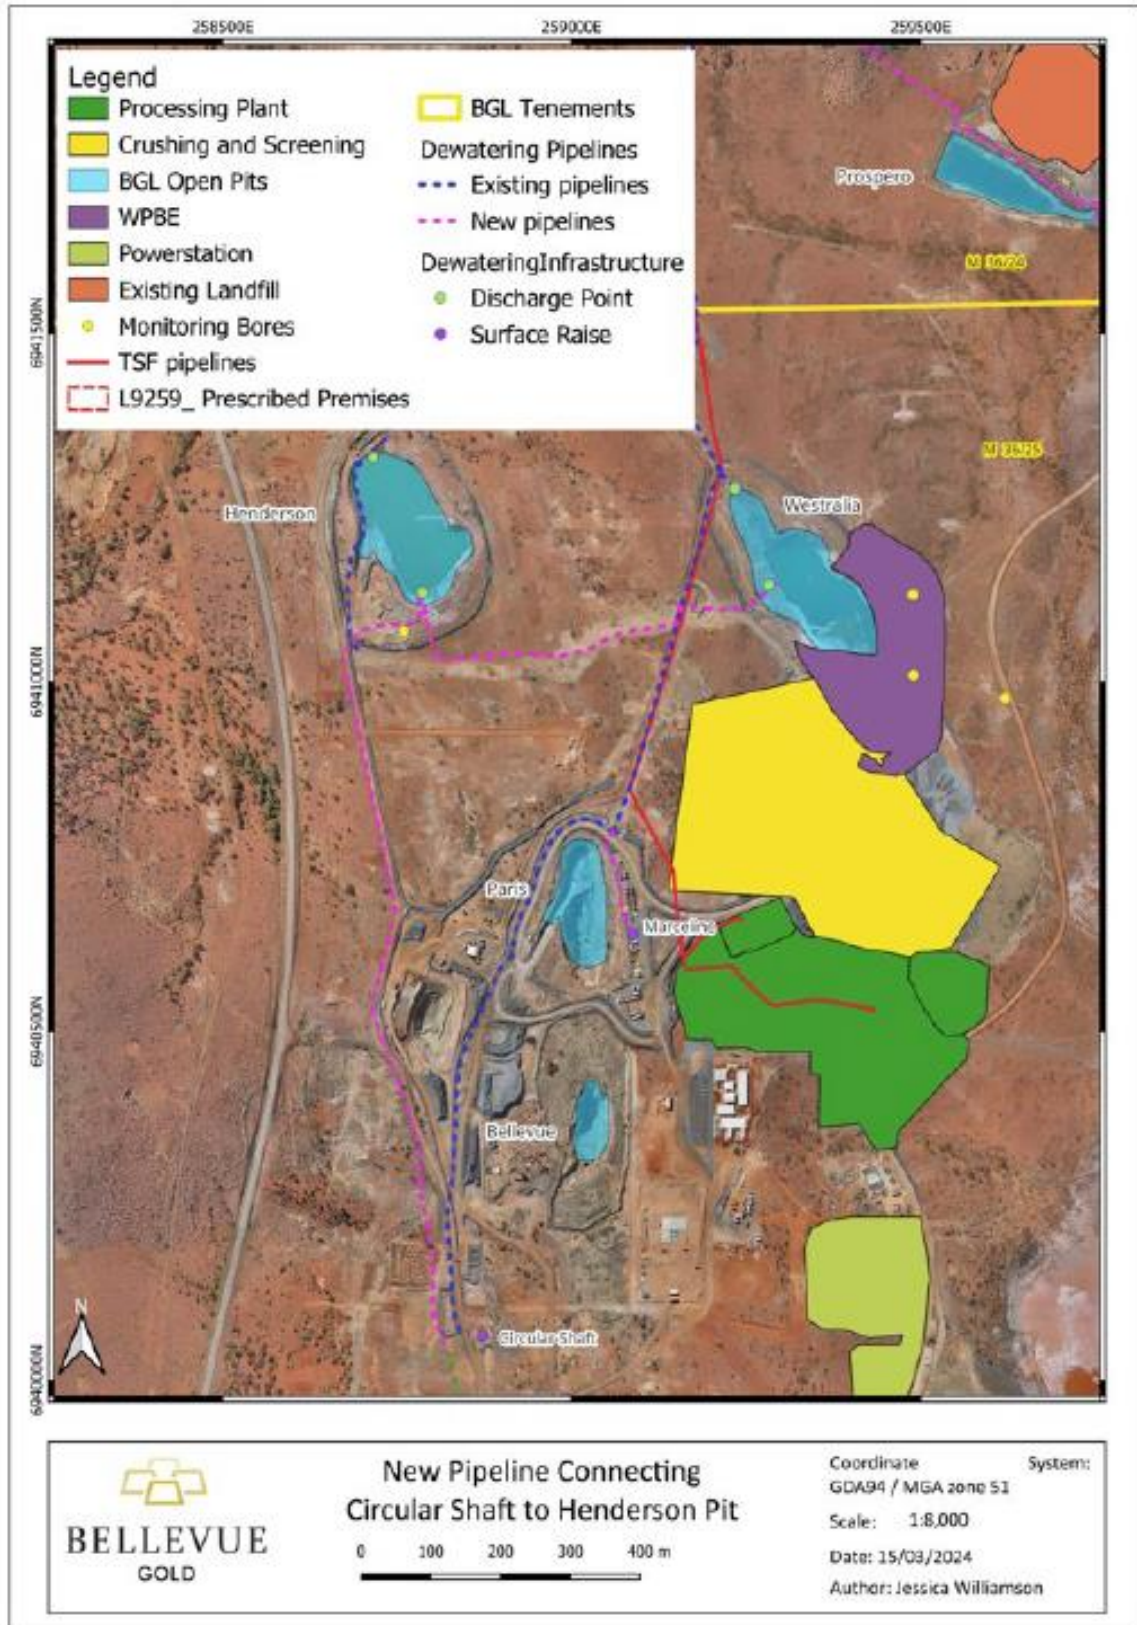 258500E 259000E 259500E
Legend
Processing Plant
Crushing and Screening
BGL Open Pits
WPBE
Powerstation
Existing Landfill
Monitoring Bores
TSF pipelines
L9259_ Prescribed Premises
BGL Tenements
Dewatering Pipelines
Existing pipelines
New pipelines
DewateringInfrastructure
Discharge Point
Surface Raise
Prospero
M 36/24
6941500N
M 36/25
Henderson
Westralia
6941000N
Paris
Marceline
6940500N
Bellevue
N
Circular Shaft
6940000N
BELLEVUE
GOLD
New Pipeline Connecting
Circular Shaft to Henderson Pit
0 100 200 300 400 m
Coordinate System:
GDA94 / MGA zone 51
Scale: 1:8,000
Date: 15/03/2024
Author: Jessica Williamson